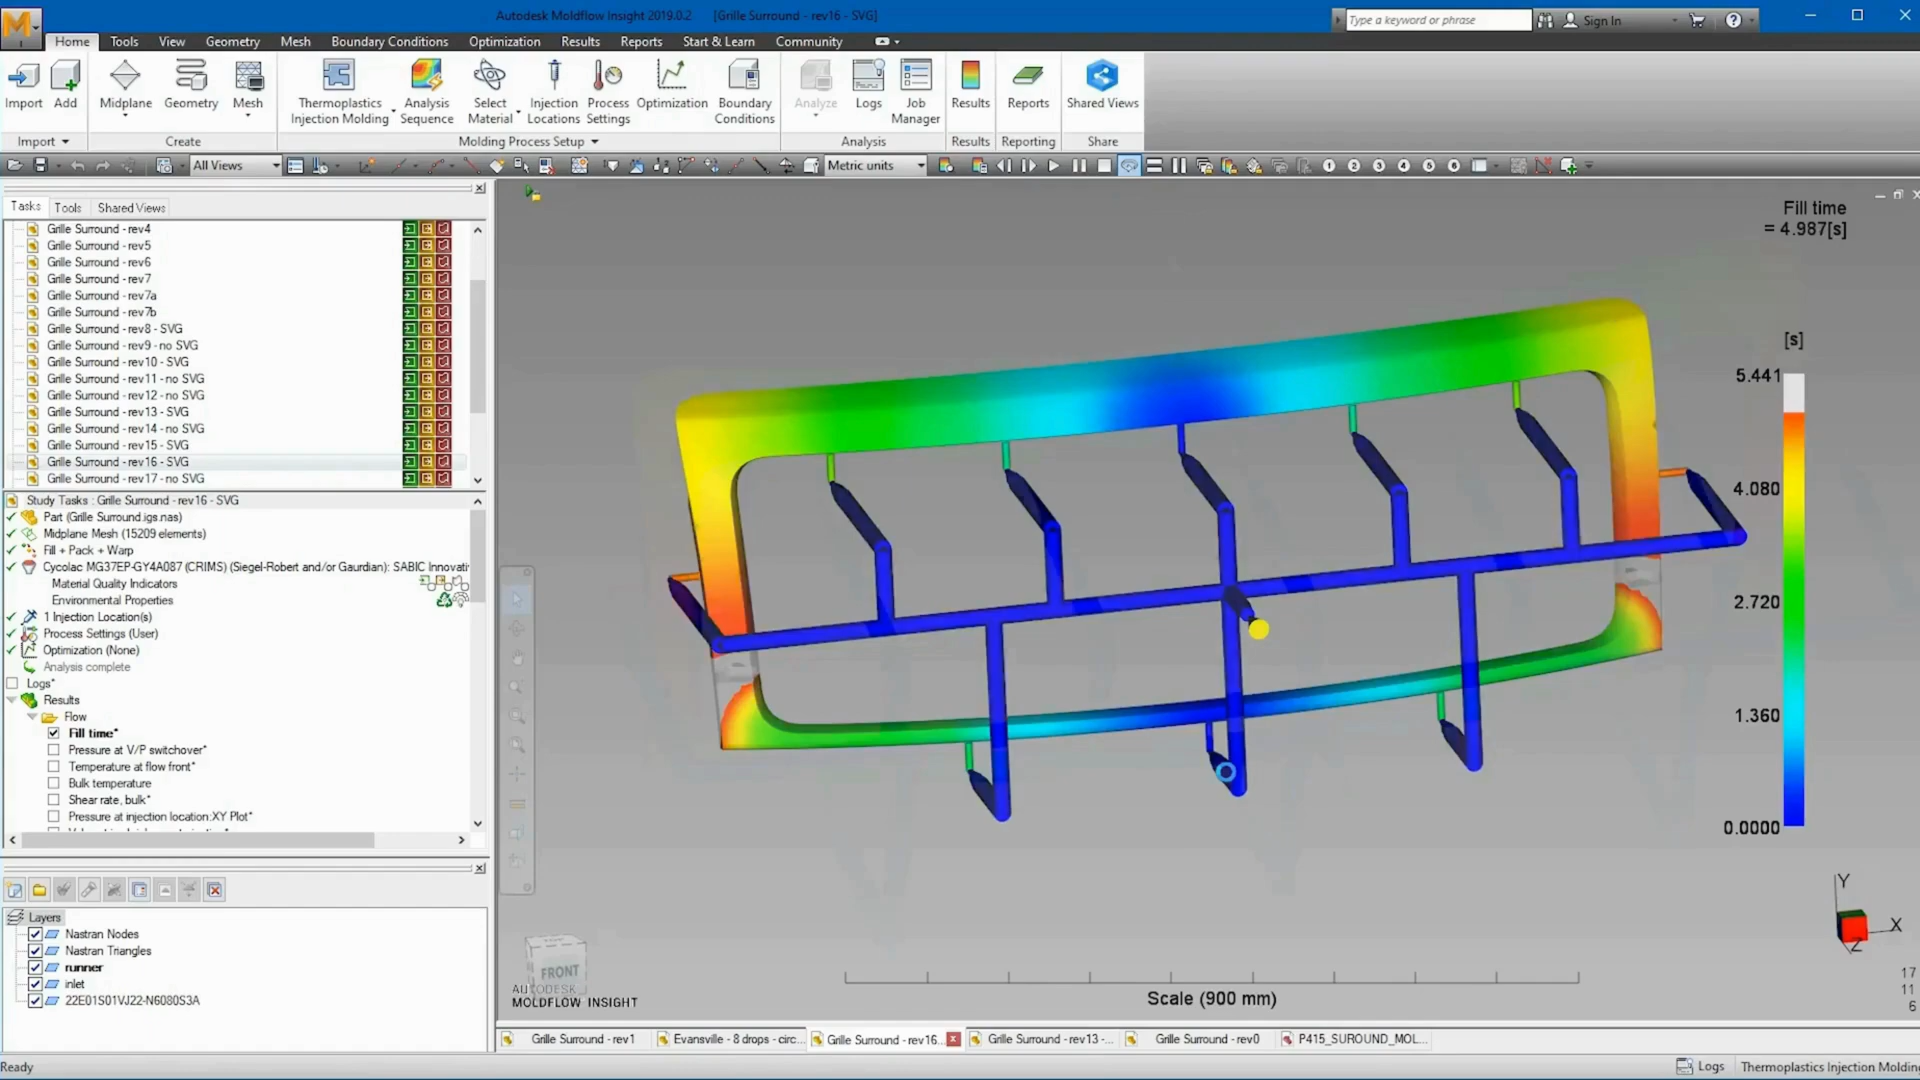 Autodesk Moldflow Insight 2019.0.2   [Grille Surround - rev16 - SVG]
Type a keyword or phrase
Sign In
Home Tools View Geometry Mesh Boundary Conditions Optimization Results Reports Start & Learn Community
Import Add Midplane Geometry Mesh Thermoplastics Injection Molding Analysis Sequence Select Material Injection Locations Process Settings Optimization Boundary Conditions Analyze Logs Job Manager Results Reports Shared Views
Import Create Molding Process Setup Analysis Results Reporting Share
All Views
Metric units
1 2 3 4 5 6
Tasks Tools Shared Views
Grille Surround - rev4
Grille Surround - rev5
Grille Surround - rev6
Grille Surround - rev7
Grille Surround - rev7a
Grille Surround - rev7b
Grille Surround - rev8 - SVG
Grille Surround - rev9 - no SVG
Grille Surround - rev10 - SVG
Grille Surround - rev11 - no SVG
Grille Surround - rev12 - no SVG
Grille Surround - rev13 - SVG
Grille Surround - rev14 - no SVG
Grille Surround - rev15 - SVG
Grille Surround - rev16 - SVG
Grille Surround - rev17 - no SVG
Study Tasks : Grille Surround - rev16 - SVG
Part (Grille Surround.igs.nas)
Midplane Mesh (15209 elements)
Fill + Pack + Warp
Cycolac MG37EP-GY4A087 (CRIMS) (Siegel-Robert and/or Gaurdian): SABIC Innovati
Material Quality Indicators
Environmental Properties
1 Injection Location(s)
Process Settings (User)
Optimization (None)
Analysis complete
Logs*
Results
Flow
Fill time*
Pressure at V/P switchover*
Temperature at flow front*
Bulk temperature
Shear rate, bulk*
Pressure at injection location:XY Plot*
Layers
Nastran Nodes
Nastran Triangles
runner
inlet
22E01S01VJ22-N6080S3A
Fill time
= 4.987[s]
[s]
5.441
4.080
2.720
1.360
0.0000
Y
X
Z
17
11
6
TOP
FRONT
AUTODESK
MOLDFLOW INSIGHT
Scale (900 mm)
Grille Surround - rev1
Evansville - 8 drops - circ...
Grille Surround - rev16...
Grille Surround - rev13 -...
Grille Surround - rev0
P415_SUROUND_MOL...
Ready
Logs
Thermoplastics Injection Molding